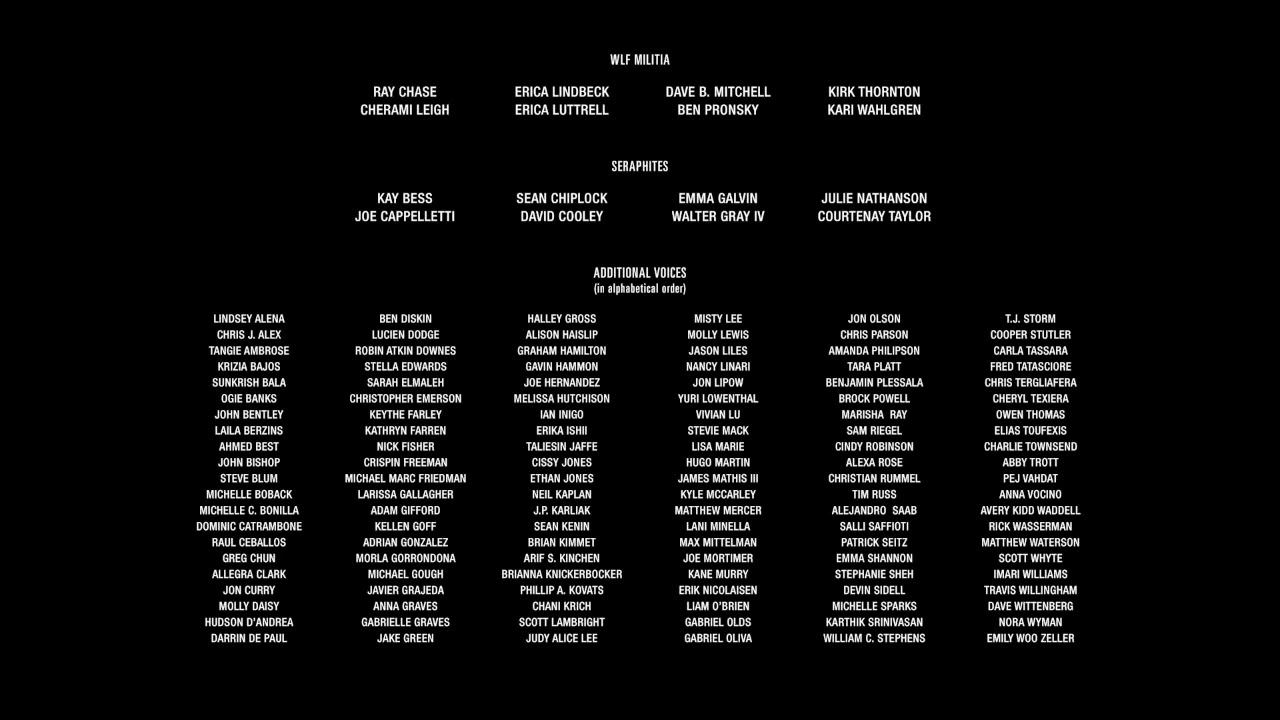 WLF MILITIA
RAY CHASE ERICA LINDBECK DAVE B. MITCHELL KIRK THORNTON
CHERAMI LEIGH ERICA LUTTRELL BEN PRONSKY KARI WAHLGREN
SERAPHITES
KAY BESS SEAN CHIPLOCK EMMA GALVIN JULIE NATHANSON
JOE CAPPELLETTI DAVID COOLEY WALTER GRAY IV COURTENAY TAYLOR
ADDITIONAL VOICES
(in alphabetical order)
LINDSEY ALENA BEN DISKIN HALLEY GROSS MISTY LEE JON OLSON T.J. STORM
CHRIS J. ALEX LUCIEN DODGE ALISON HAISLIP MOLLY LEWIS CHRIS PARSON COOPER STUTLER
TANGIE AMBROSE ROBIN ATKIN DOWNES GRAHAM HAMILTON JASON LILES AMANDA PHILIPSON CARLA TASSARA
KRIZIA BAJOS STELLA EDWARDS GAVIN HAMMON NANCY LINARI TARA PLATT FRED TATASCIORE
SUNKRISH BALA SARAH ELMALEH JOE HERNANDEZ JON LIPOW BENJAMIN PLESSALA CHRIS TERGLIAFERA
OGIE BANKS CHRISTOPHER EMERSON MELISSA HUTCHISON YURI LOWENTHAL BROCK POWELL CHERYL TEXIERA
JOHN BENTLEY KEYTHE FARLEY IAN INIGO VIVIAN LU MARISHA RAY OWEN THOMAS
LAILA BERZINS KATHRYN FARREN ERIKA ISHII STEVIE MACK SAM RIEGEL ELIAS TOUFEXIS
AHMED BEST NICK FISHER TALIESIN JAFFE LISA MARIE CINDY ROBINSON CHARLIE TOWNSEND
JOHN BISHOP CRISPIN FREEMAN CISSY JONES HUGO MARTIN ALEXA ROSE ABBY TROTT
STEVE BLUM MICHAEL MARC FRIEDMAN ETHAN JONES JAMES MATHIS III CHRISTIAN RUMMEL PEJ VAHDAT
MICHELLE BOBACK LARISSA GALLAGHER NEIL KAPLAN KYLE MCCARLEY TIM RUSS ANNA VOCINO
MICHELLE C. BONILLA ADAM GIFFORD J.P. KARLIAK MATTHEW MERCER ALEJANDRO SAAB AVERY KIDD WADDELL
DOMINIC CATRAMBONE KELLEN GOFF SEAN KENIN LANI MINELLA SALLI SAFFIOTI RICK WASSERMAN
RAUL CEBALLOS ADRIAN GONZALEZ BRIAN KIMMET MAX MITTELMAN PATRICK SEITZ MATTHEW WATERSON
GREG CHUN MORLA GORRONDONA ARIF S. KINCHEN JOE MORTIMER EMMA SHANNON SCOTT WHYTE
ALLEGRA CLARK MICHAEL GOUGH BRIANNA KNICKERBOCKER KANE MURRY STEPHANIE SHEH IMARI WILLIAMS
JON CURRY JAVIER GRAJEDA PHILLIP A. KOVATS ERIK NICOLAISEN DEVIN SIDELL TRAVIS WILLINGHAM
MOLLY DAISY ANNA GRAVES CHANI KRICH LIAM O'BRIEN MICHELLE SPARKS DAVE WITTENBERG
HUDSON D'ANDREA GABRIELLE GRAVES SCOTT LAMBRIGHT GABRIEL OLDS KARTHIK SRINIVASAN NORA WYMAN
DARRIN DE PAUL JAKE GREEN JUDY ALICE LEE GABRIEL OLIVA WILLIAM C. STEPHENS EMILY WOO ZELLER